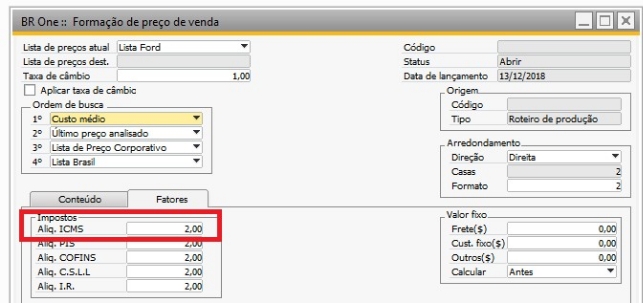 BR One :: Formação de preço de venda
Lista de preços atual Lista Ford
Lista de preços dest.
Taxa de câmbio 1,00
Aplicar taxa de câmbio
Ordem de busca
1º Custo médio
2º Último preço analisado
3º Lista de Preço Corporativo
4º Lista Brasil
Código
Status Abrir
Data de lançamento 13/12/2018
Origem
Código
Tipo Roteiro de produção
Arredondamento
Direção Direita
Casas 2
Formato 2
Conteúdo Fatores
Impostos
Aliq. ICMS 2,00
Aliq. PIS 2,00
Aliq. COFINS 2,00
Aliq. C.S.L.L 2,00
Aliq. I.R. 2,00
Valor fixo
Frete($) 0,00
Cust. fixo($) 0,00
Outros($) 0,00
Calcular Antes